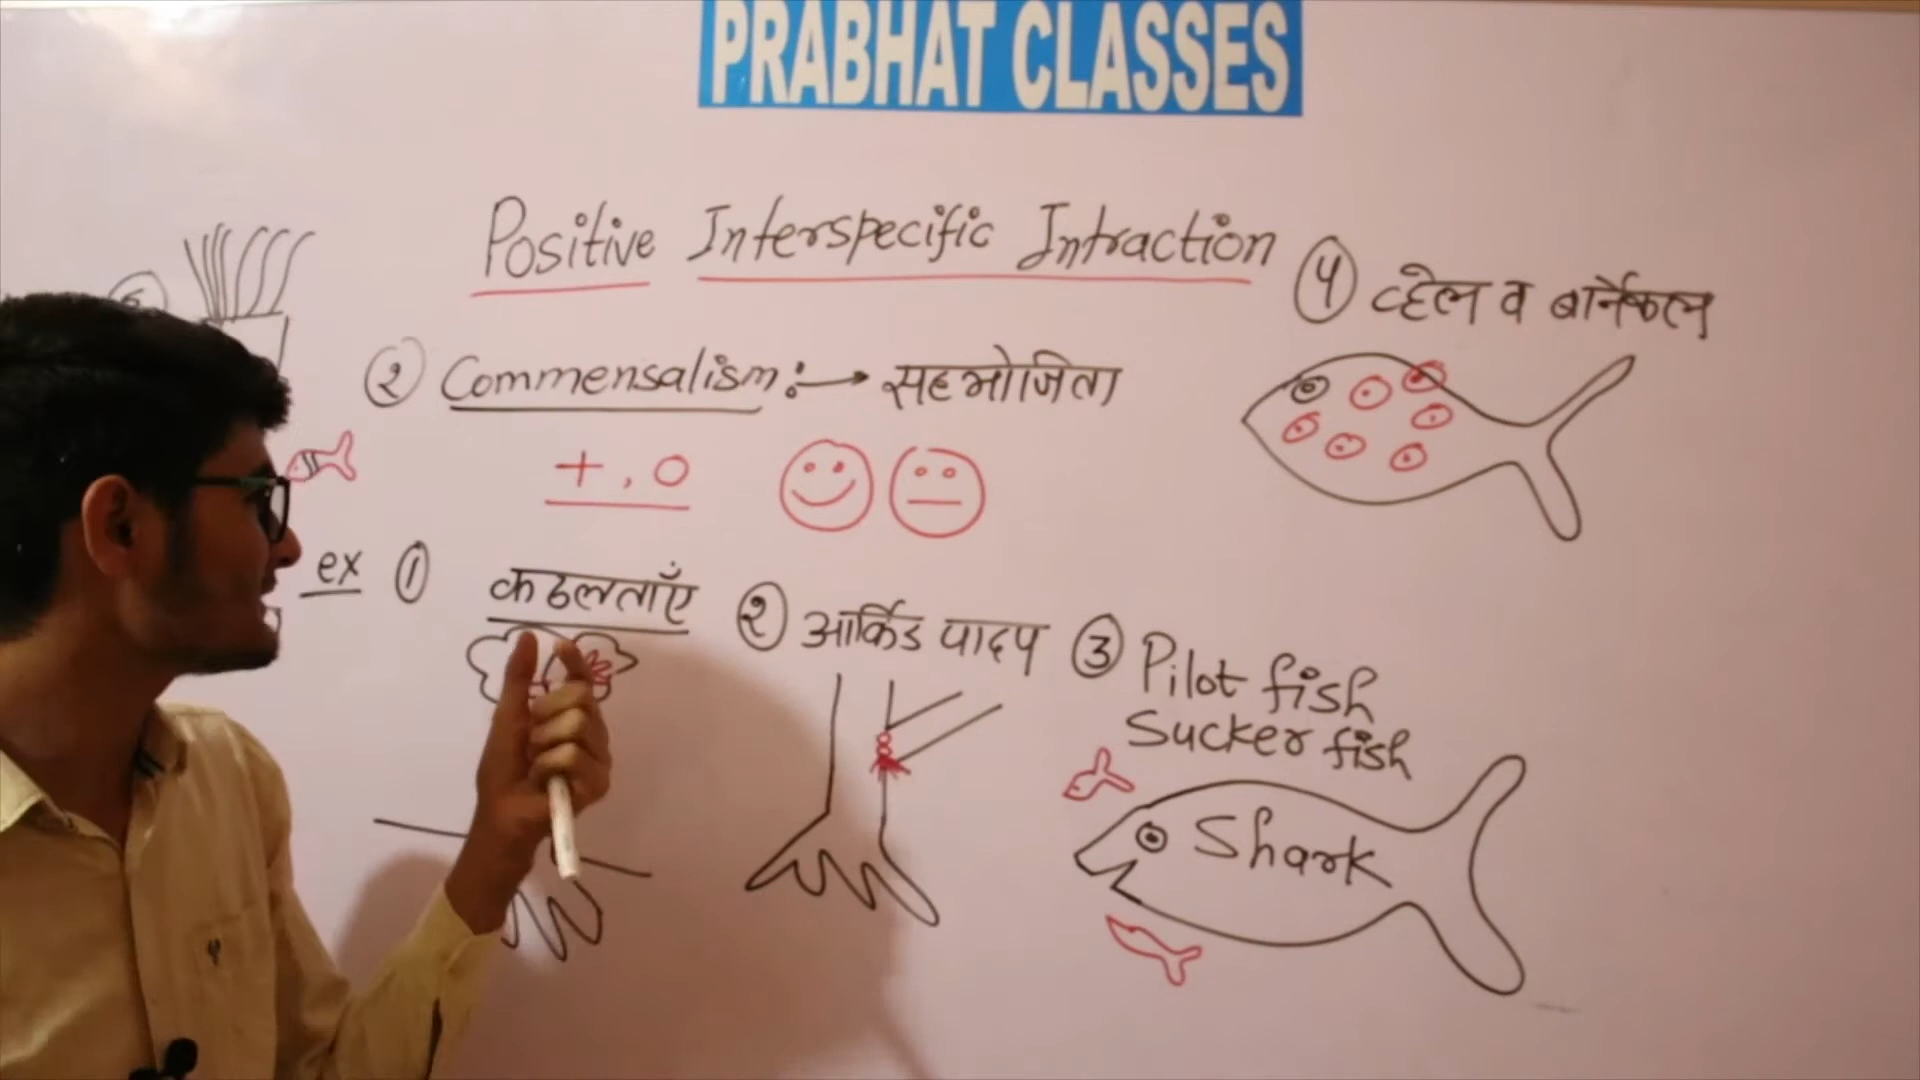 PRABHAT CLASSES
Positive Interspecific Intraction
② Commensalism :→ सहभोजिता
+ , 0
ex ① कठलताएँ
② आर्किड पादप
③ Pilot fish
Sucker fish
Shark
④ व्हेल व बार्नेकल